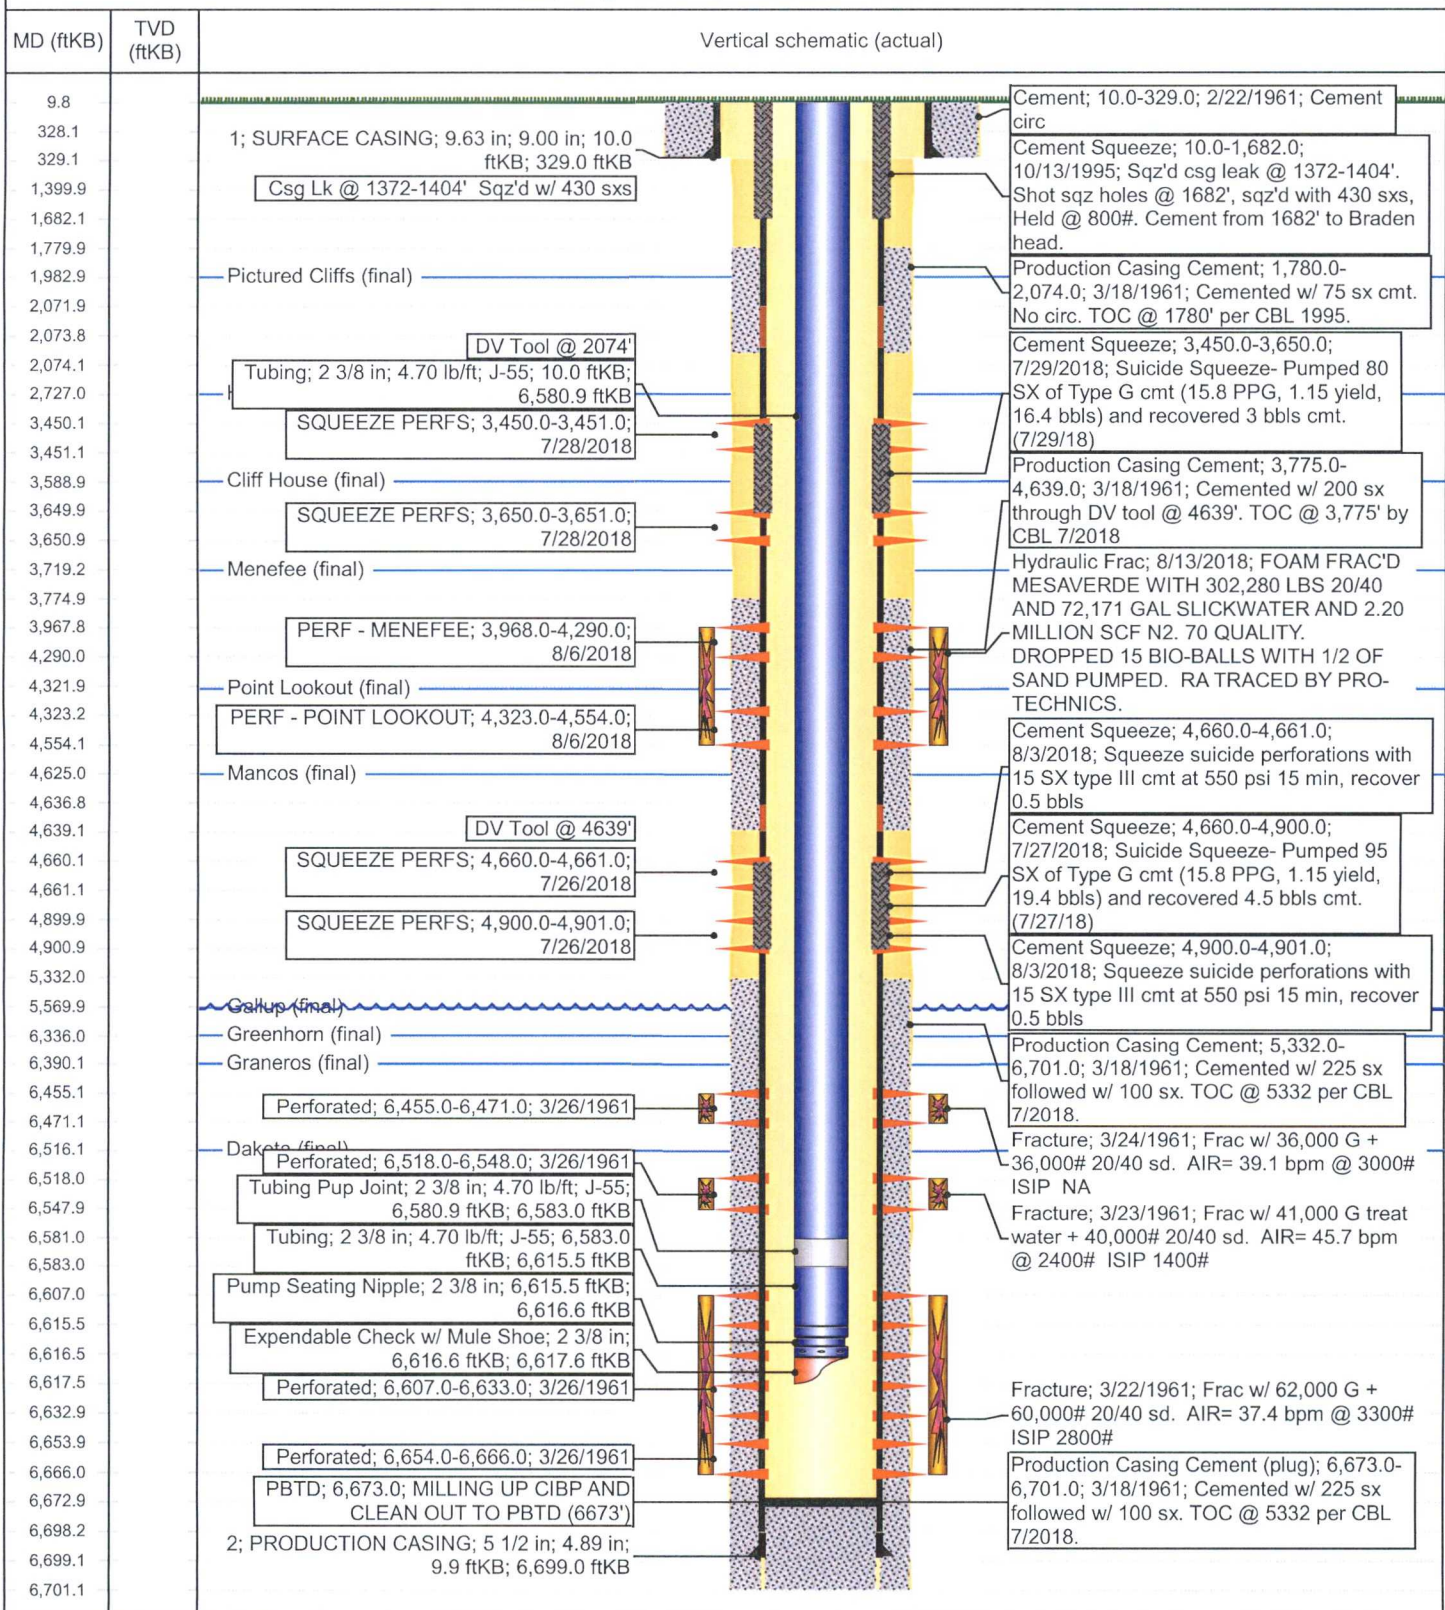 MD (ftKB)
TVD
(ftKB)
Vertical schematic (actual)
9.8
328.1
329.1
1,399.9
1,682.1
1,779.9
1,982.9
2,071.9
2,073.8
2,074.1
2,727.0
3,450.1
3,451.1
3,588.9
3,649.9
3,650.9
3,719.2
3,774.9
3,967.8
4,290.0
4,321.9
4,323.2
4,554.1
4,625.0
4,636.8
4,639.1
4,660.1
4,661.1
4,899.9
4,900.9
5,332.0
5,569.9
6,336.0
6,390.1
6,455.1
6,471.1
6,516.1
6,518.0
6,547.9
6,581.0
6,583.0
6,607.0
6,615.5
6,616.5
6,617.5
6,632.9
6,653.9
6,666.0
6,672.9
6,698.2
6,699.1
6,701.1
1; SURFACE CASING; 9.63 in; 9.00 in; 10.0
ftKB; 329.0 ftKB
Csg Lk @ 1372-1404' Sqz'd w/ 430 sxs
Pictured Cliffs (final)
DV Tool @ 2074'
Tubing; 2 3/8 in; 4.70 lb/ft; J-55; 10.0 ftKB;
6,580.9 ftKB
SQUEEZE PERFS; 3,450.0-3,451.0;
7/28/2018
Cliff House (final)
SQUEEZE PERFS; 3,650.0-3,651.0;
7/28/2018
Menefee (final)
PERF - MENEFEE; 3,968.0-4,290.0;
8/6/2018
Point Lookout (final)
PERF - POINT LOOKOUT; 4,323.0-4,554.0;
8/6/2018
Mancos (final)
DV Tool @ 4639'
SQUEEZE PERFS; 4,660.0-4,661.0;
7/26/2018
SQUEEZE PERFS; 4,900.0-4,901.0;
7/26/2018
Gallup (final)
Greenhorn (final)
Graneros (final)
Perforated; 6,455.0-6,471.0; 3/26/1961
Dakota (final)
Perforated; 6,518.0-6,548.0; 3/26/1961
Tubing Pup Joint; 2 3/8 in; 4.70 lb/ft; J-55;
6,580.9 ftKB; 6,583.0 ftKB
Tubing; 2 3/8 in; 4.70 lb/ft; J-55; 6,583.0
ftKB; 6,615.5 ftKB
Pump Seating Nipple; 2 3/8 in; 6,615.5 ftKB;
6,616.6 ftKB
Expendable Check w/ Mule Shoe; 2 3/8 in;
6,616.6 ftKB; 6,617.6 ftKB
Perforated; 6,607.0-6,633.0; 3/26/1961
Perforated; 6,654.0-6,666.0; 3/26/1961
PBTD; 6,673.0; MILLING UP CIBP AND
CLEAN OUT TO PBTD (6673')
2; PRODUCTION CASING; 5 1/2 in; 4.89 in;
9.9 ftKB; 6,699.0 ftKB
Cement; 10.0-329.0; 2/22/1961; Cement
circ
Cement Squeeze; 10.0-1,682.0;
10/13/1995; Sqz'd csg leak @ 1372-1404'.
Shot sqz holes @ 1682', sqz'd with 430 sxs,
Held @ 800#. Cement from 1682' to Braden
head.
Production Casing Cement; 1,780.0-
2,074.0; 3/18/1961; Cemented w/ 75 sx cmt.
No circ. TOC @ 1780' per CBL 1995.
Cement Squeeze; 3,450.0-3,650.0;
7/29/2018; Suicide Squeeze- Pumped 80
SX of Type G cmt (15.8 PPG, 1.15 yield,
16.4 bbls) and recovered 3 bbls cmt.
(7/29/18)
Production Casing Cement; 3,775.0-
4,639.0; 3/18/1961; Cemented w/ 200 sx
through DV tool @ 4639'. TOC @ 3,775' by
CBL 7/2018
Hydraulic Frac; 8/13/2018; FOAM FRAC'D
MESAVERDE WITH 302,280 LBS 20/40
AND 72,171 GAL SLICKWATER AND 2.20
MILLION SCF N2. 70 QUALITY.
DROPPED 15 BIO-BALLS WITH 1/2 OF
SAND PUMPED. RA TRACED BY PRO-
TECHNICS.
Cement Squeeze; 4,660.0-4,661.0;
8/3/2018; Squeeze suicide perforations with
15 SX type III cmt at 550 psi 15 min, recover
0.5 bbls
Cement Squeeze; 4,660.0-4,900.0;
7/27/2018; Suicide Squeeze- Pumped 95
SX of Type G cmt (15.8 PPG, 1.15 yield,
19.4 bbls) and recovered 4.5 bbls cmt.
(7/27/18)
Cement Squeeze; 4,900.0-4,901.0;
8/3/2018; Squeeze suicide perforations with
15 SX type III cmt at 550 psi 15 min, recover
0.5 bbls
Production Casing Cement; 5,332.0-
6,701.0; 3/18/1961; Cemented w/ 225 sx
followed w/ 100 sx. TOC @ 5332 per CBL
7/2018.
Fracture; 3/24/1961; Frac w/ 36,000 G +
36,000# 20/40 sd. AIR= 39.1 bpm @ 3000#
ISIP NA
Fracture; 3/23/1961; Frac w/ 41,000 G treat
water + 40,000# 20/40 sd. AIR= 45.7 bpm
@ 2400# ISIP 1400#
Fracture; 3/22/1961; Frac w/ 62,000 G +
60,000# 20/40 sd. AIR= 37.4 bpm @ 3300#
ISIP 2800#
Production Casing Cement (plug); 6,673.0-
6,701.0; 3/18/1961; Cemented w/ 225 sx
followed w/ 100 sx. TOC @ 5332 per CBL
7/2018.